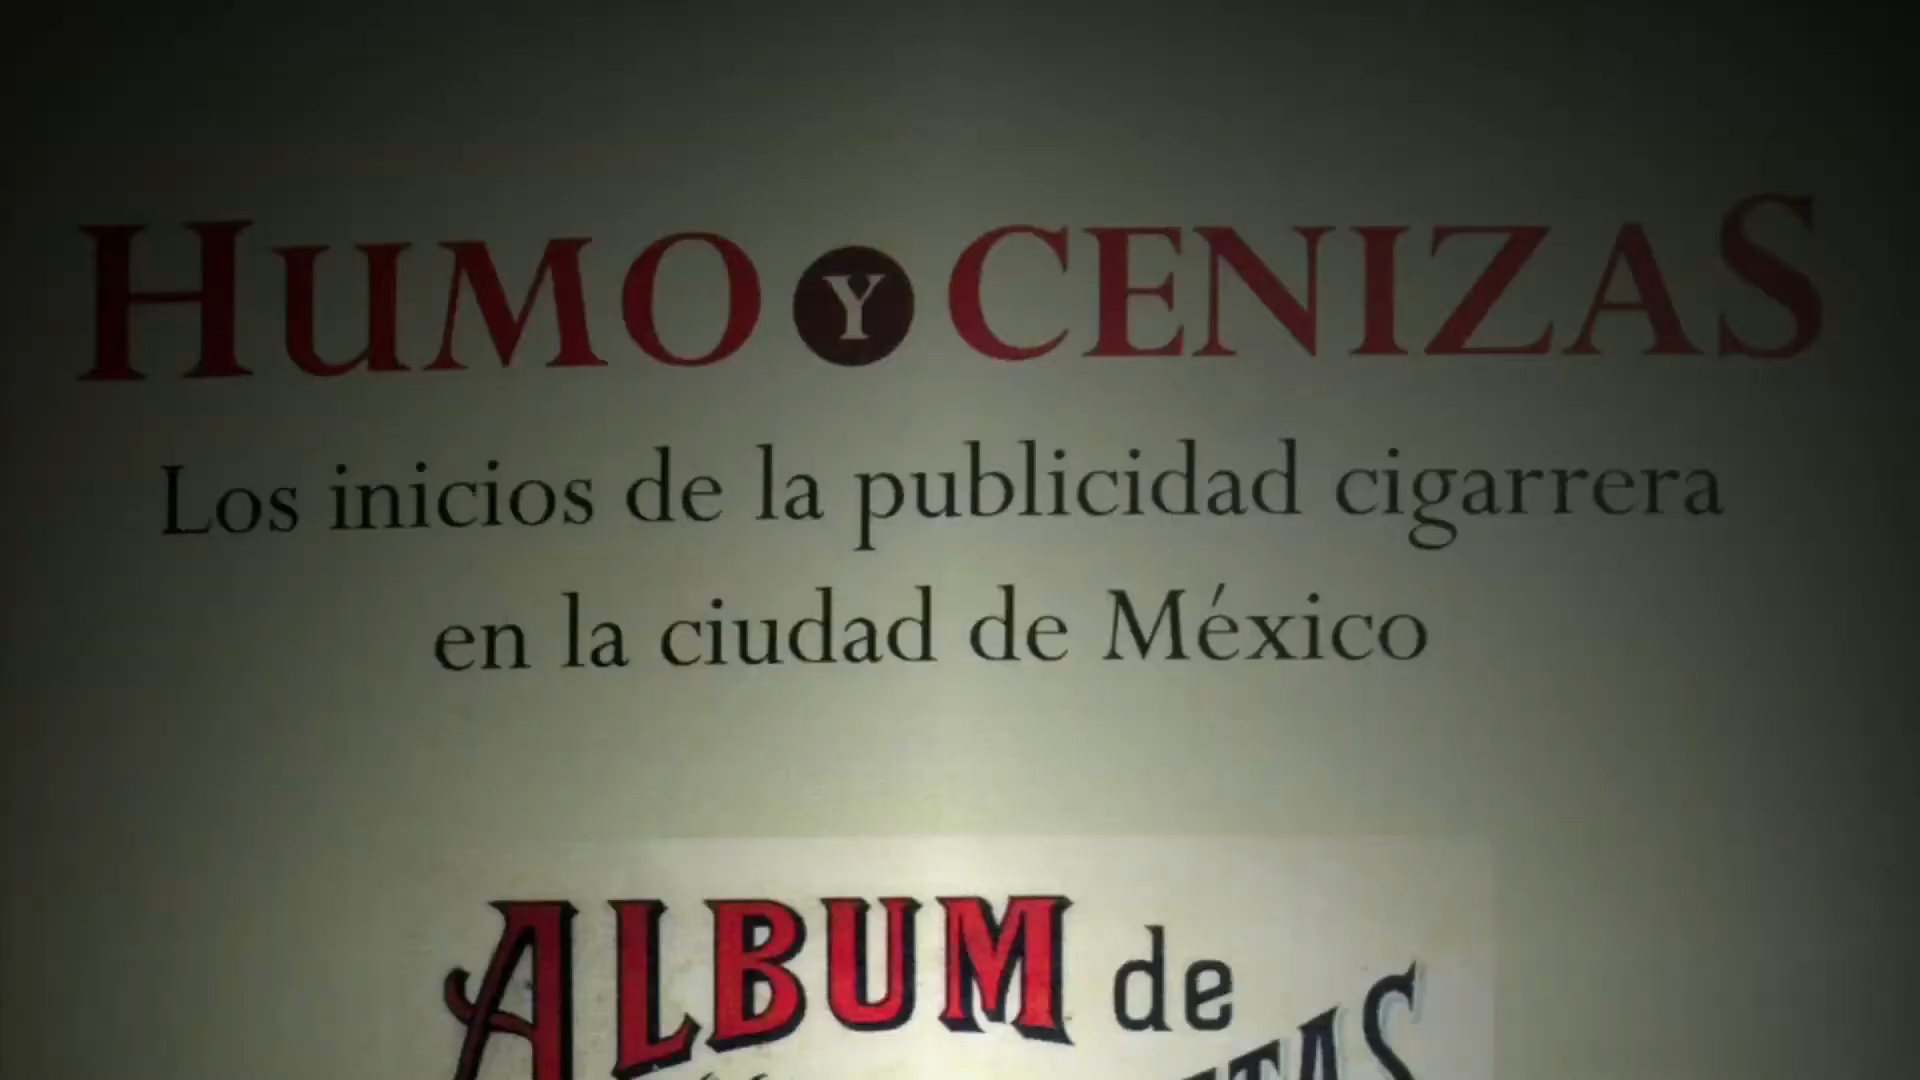 HUMO Y CENIZAS
Los inicios de la publicidad cigarrera
en la ciudad de México
ALBUM de